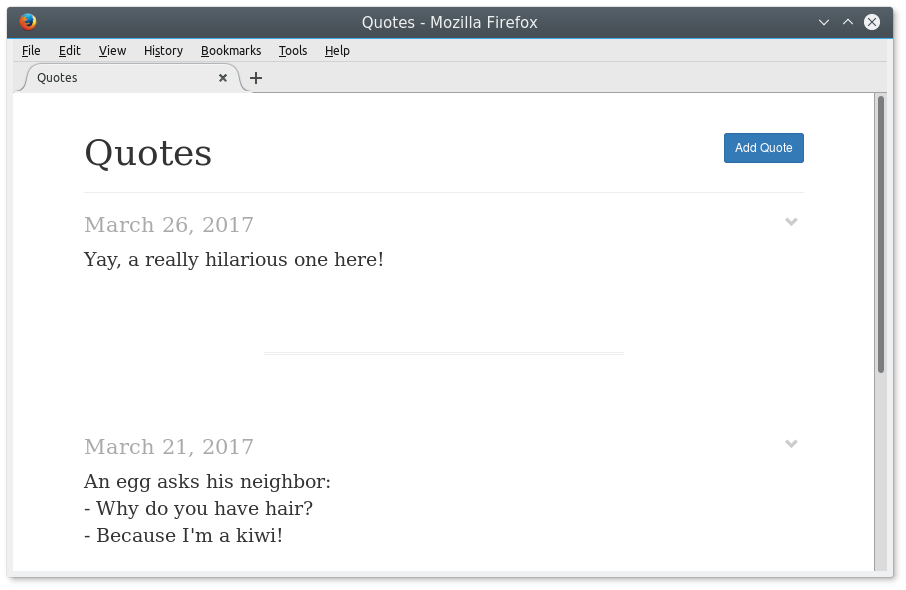 Quotes - Mozilla Firefox
File Edit View History Bookmarks Tools Help
Quotes
Quotes
Add Quote
March 26, 2017
Yay, a really hilarious one here!
March 21, 2017
An egg asks his neighbor:
- Why do you have hair?
- Because I'm a kiwi!